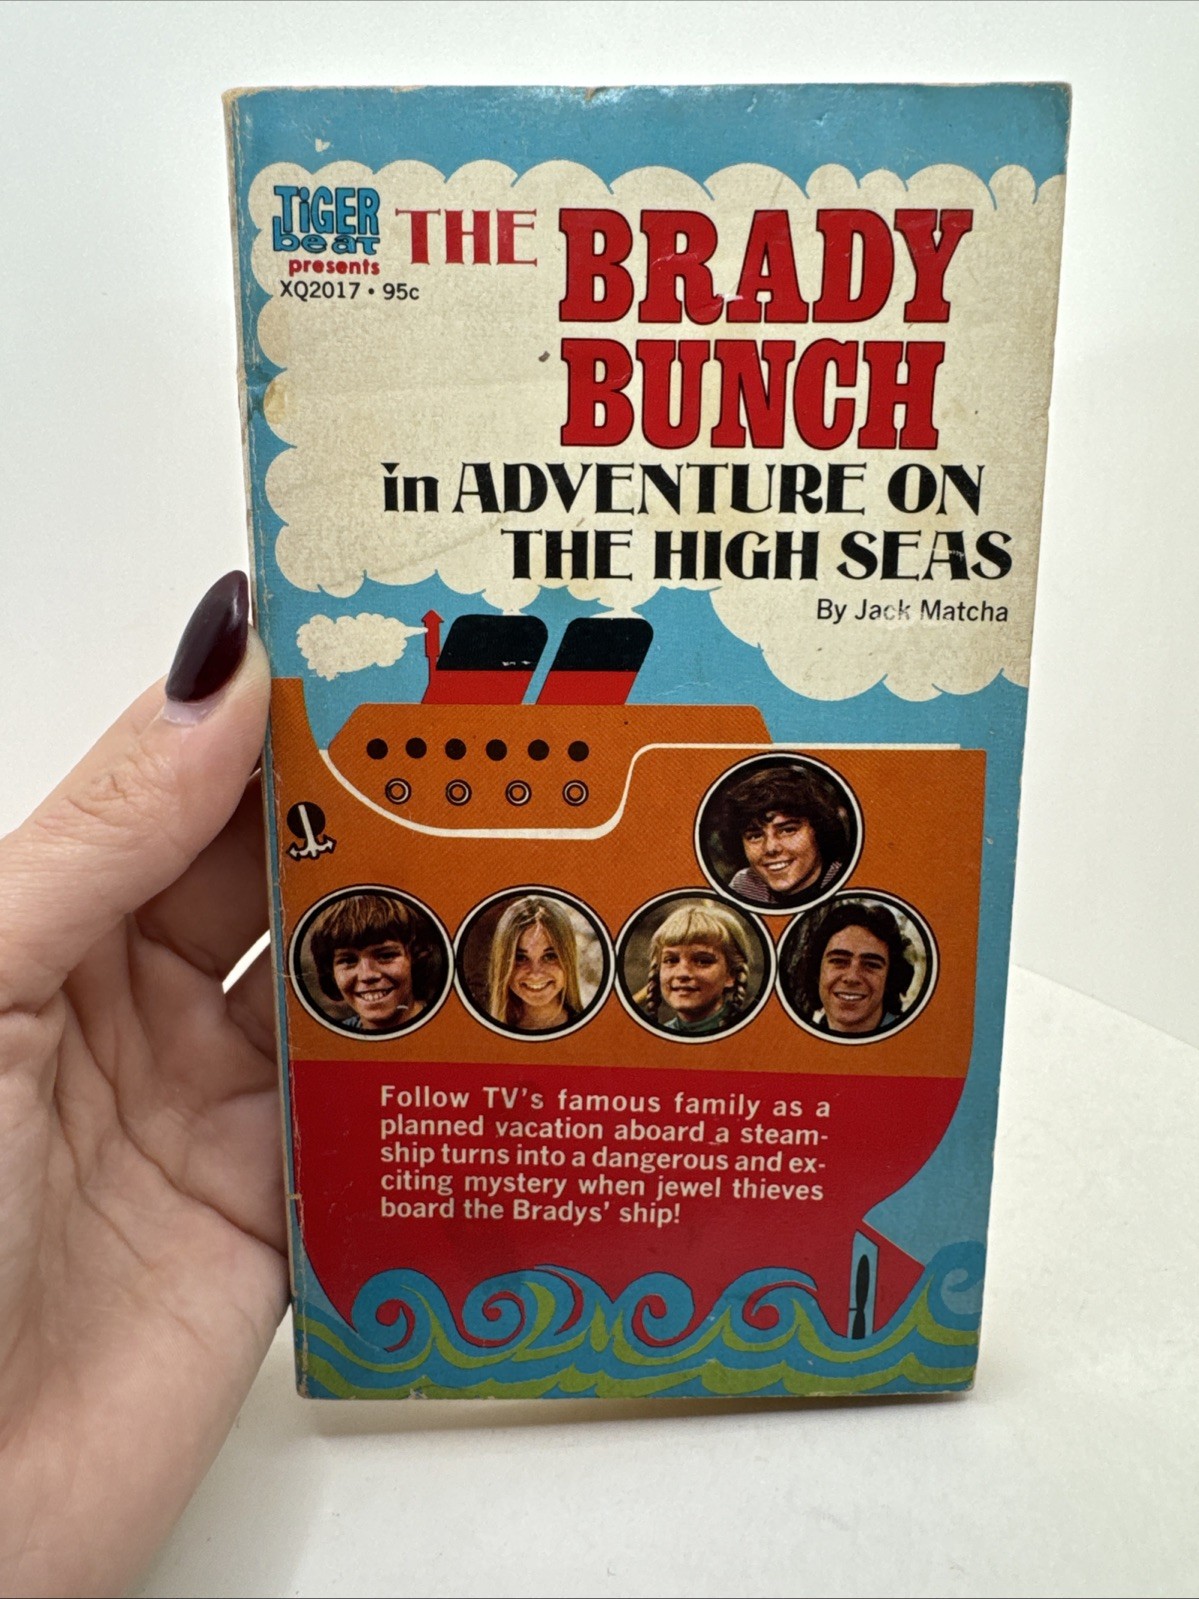 TiGER
beat
presents
XQ2017 • 95c
THE BRADY
BUNCH
in ADVENTURE ON
THE HIGH SEAS
By Jack Matcha
Follow TV's famous family as a
planned vacation aboard a steam-
ship turns into a dangerous and ex-
citing mystery when jewel thieves
board the Bradys' ship!